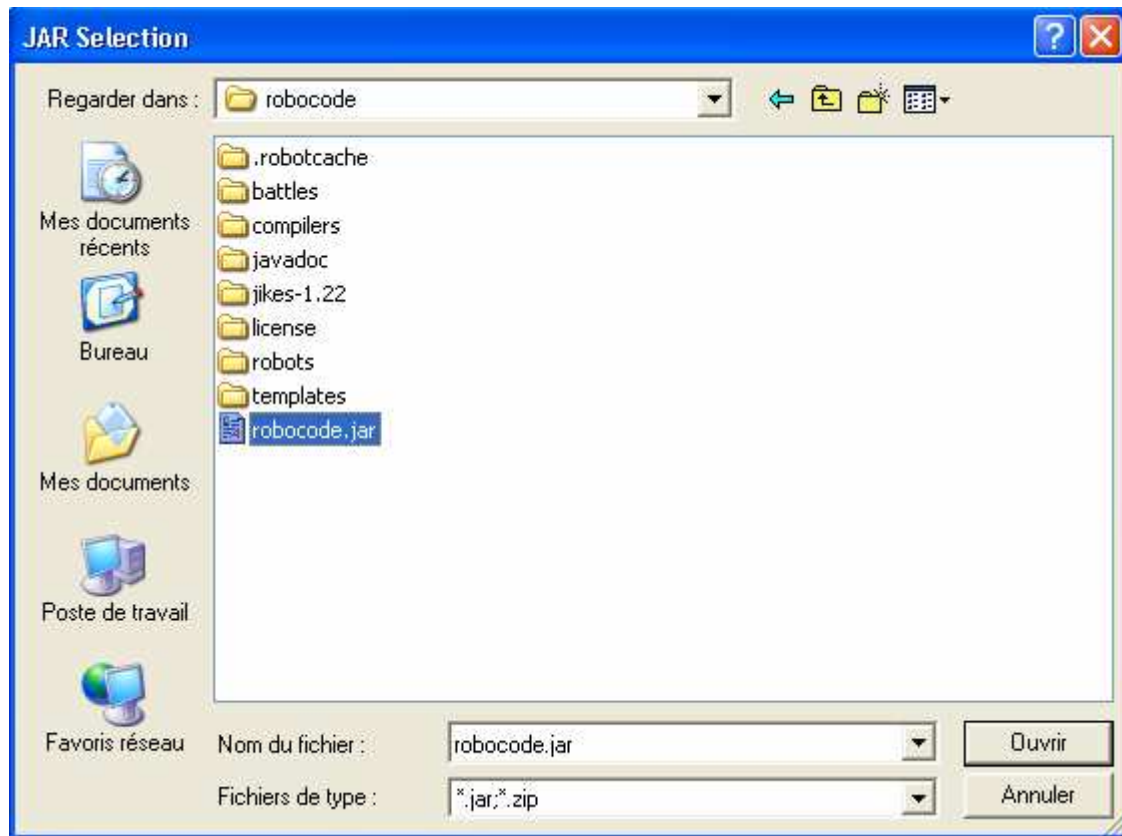 JAR Selection
Regarder dans :
robocode
.robotcache
battles
compilers
javadoc
jikes-1.22
license
robots
templates
robocode.jar
Mes documents
récents
Bureau
Mes documents
Poste de travail
Favoris réseau
Nom du fichier :
robocode.jar
Ouvrir
Fichiers de type :
*.jar;*.zip
Annuler